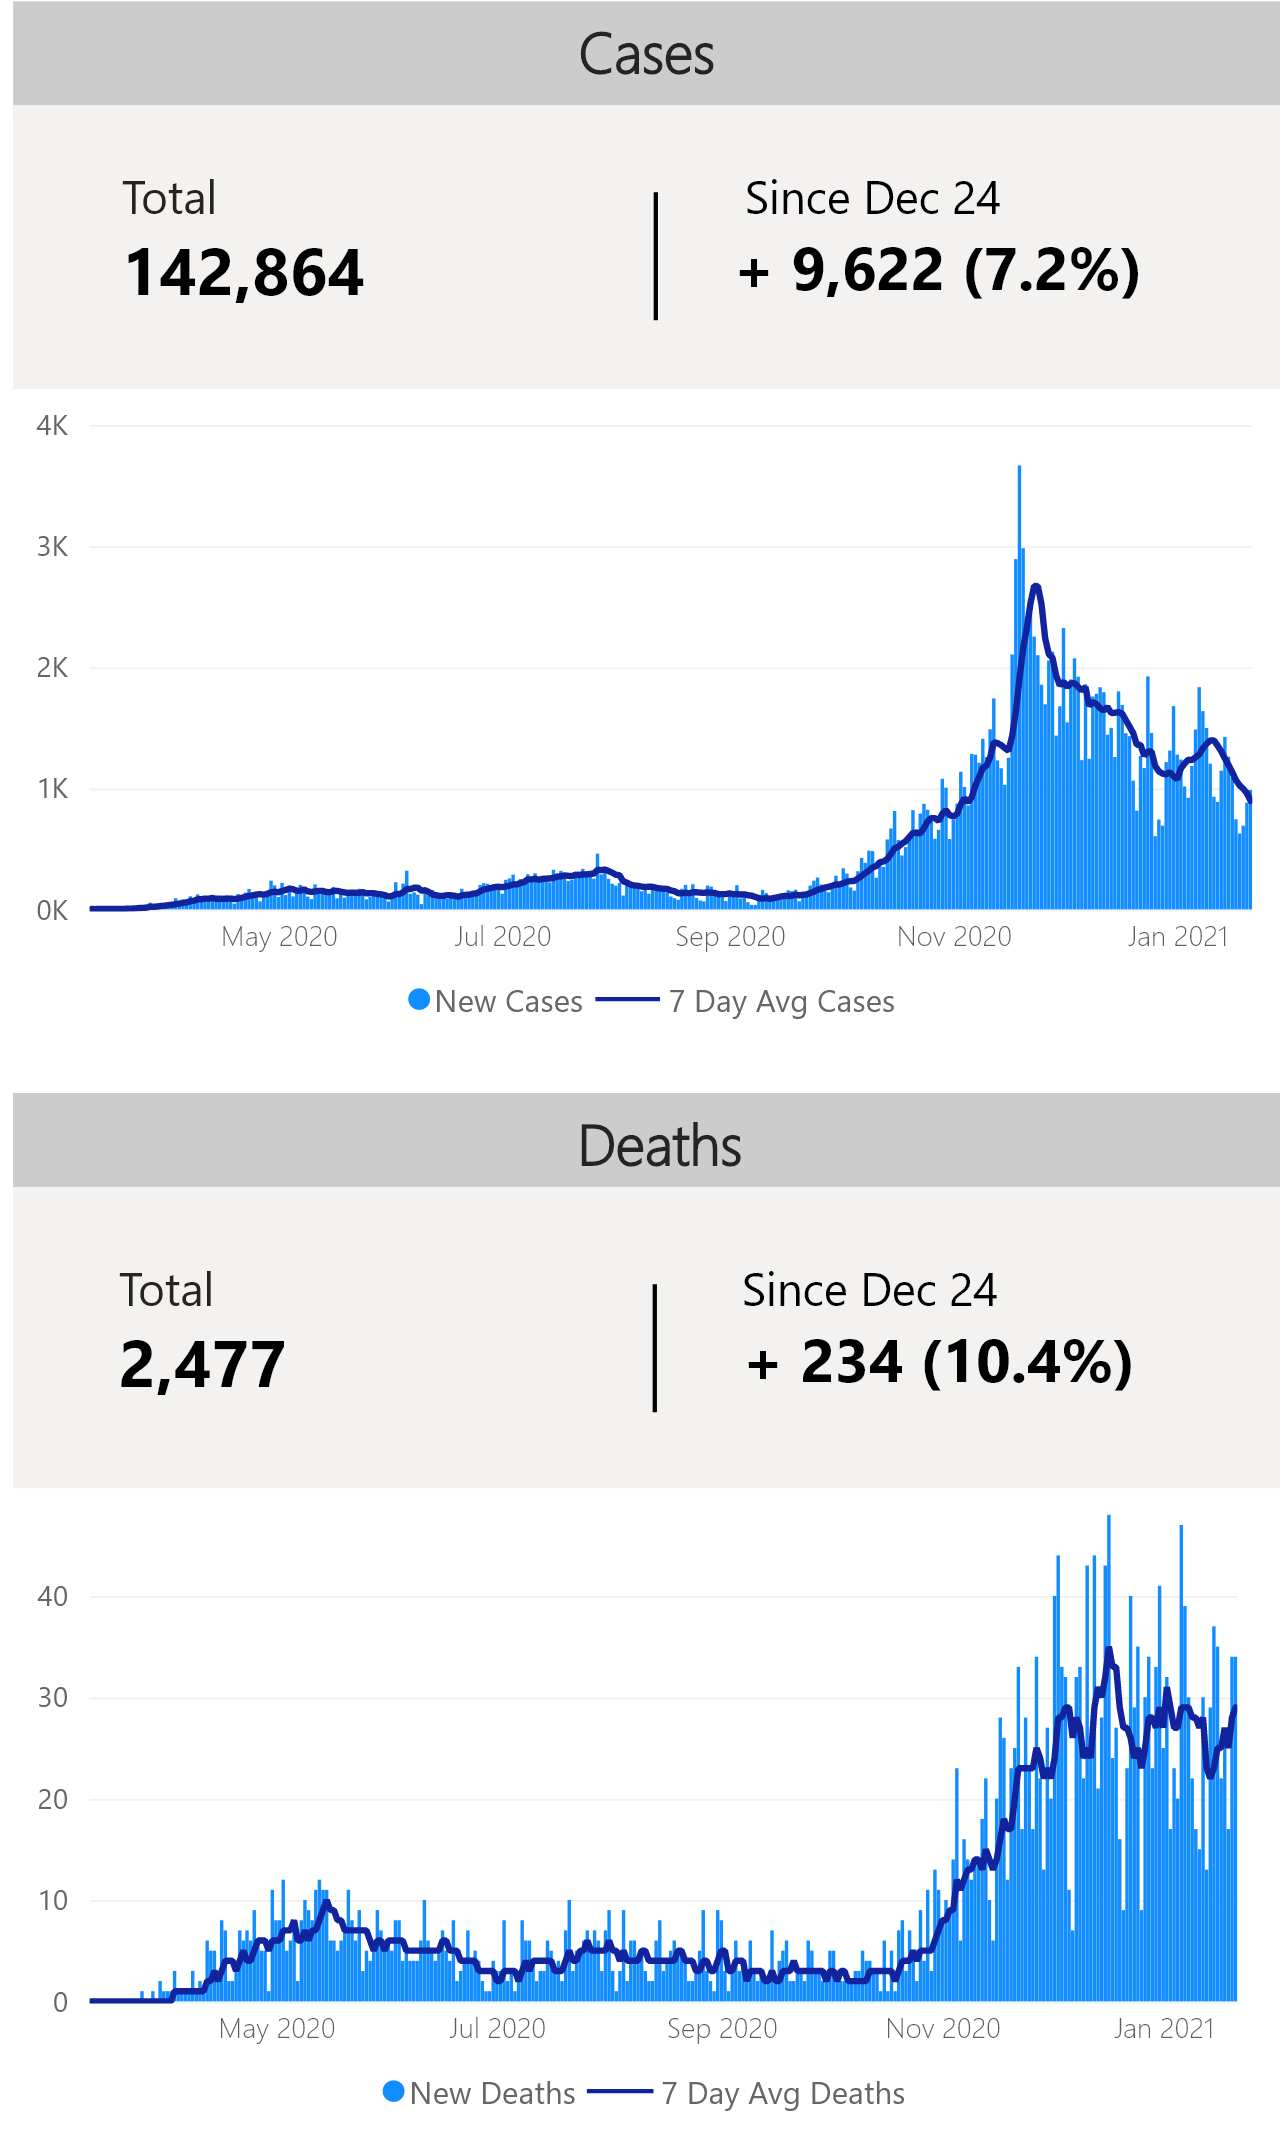 Cases
Total
Since Dec 24
142,864
+ 9,622 (7.2%)
4K
3K
2K
1K
0K
May 2020
Jul 2020
Sep 2020
Nov 2020
Jan 2021
New Cases
7 Day Avg Cases
Deaths
Total
Since Dec 24
2,477
+ 234 (10.4%)
40
30
20
10
0
May 2020
Jul 2020
Sep 2020
Nov 2020
Jan 2021
New Deaths
7 Day Avg Deaths